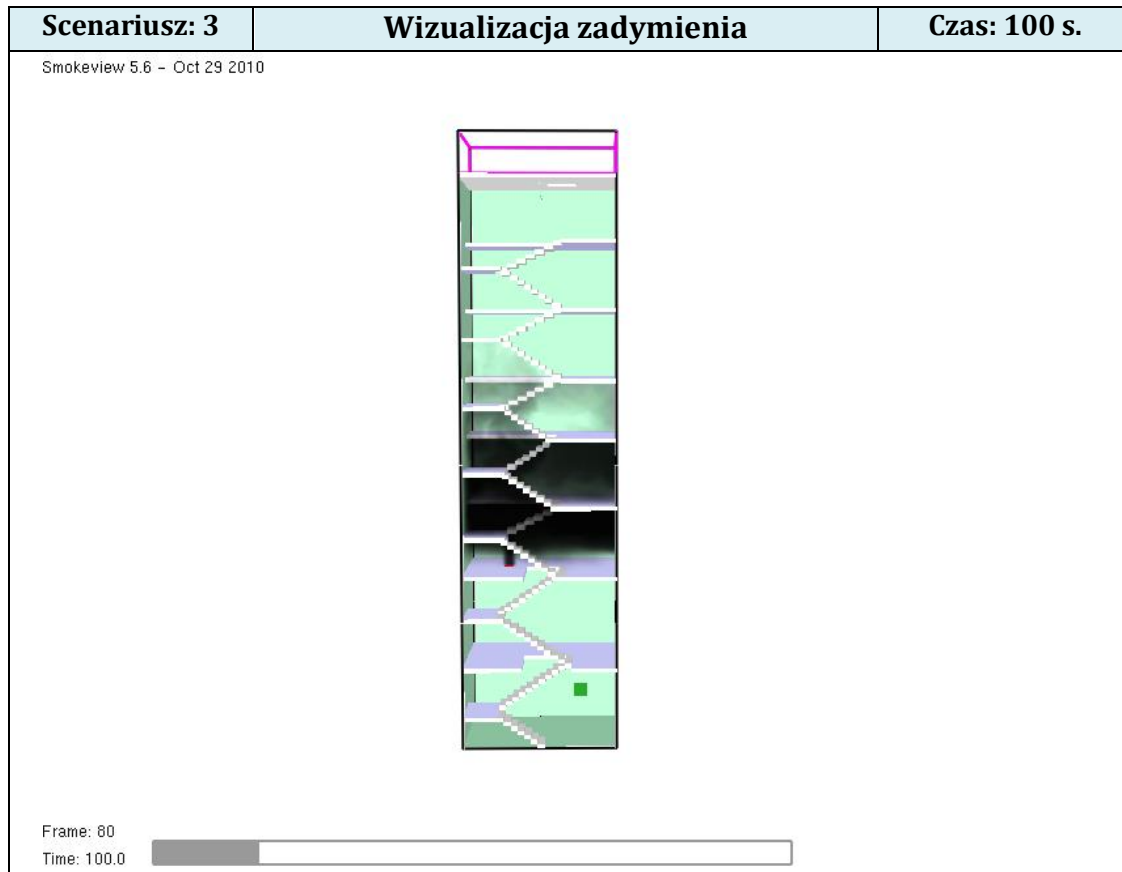 Scenariusz: 3
Wizualizacja zadymienia
Czas: 100 s.
Smokeview 5.6 – Oct 29 2010
Frame: 80
Time: 100.0